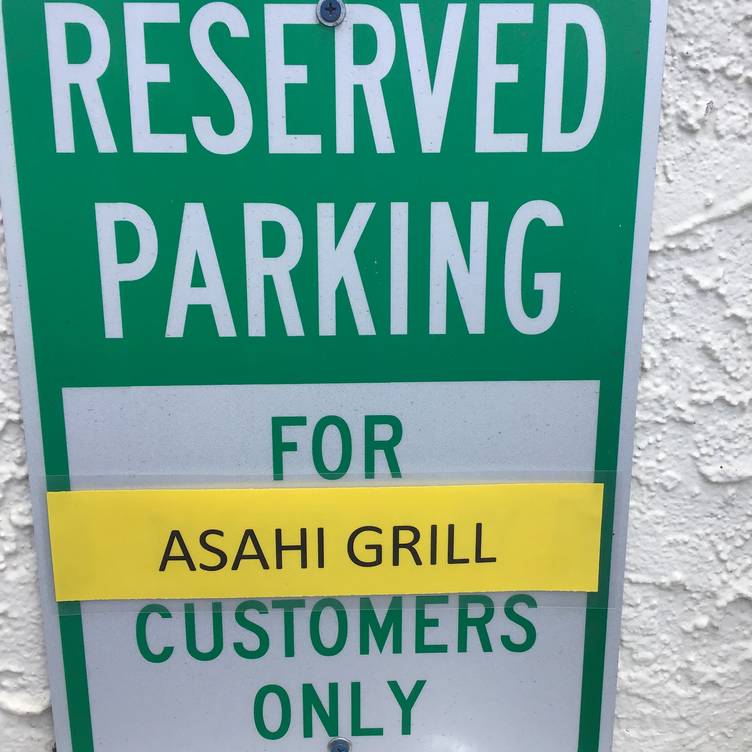 RESERVED
PARKING
FOR
ASAHI GRILL
CUSTOMERS
ONLY